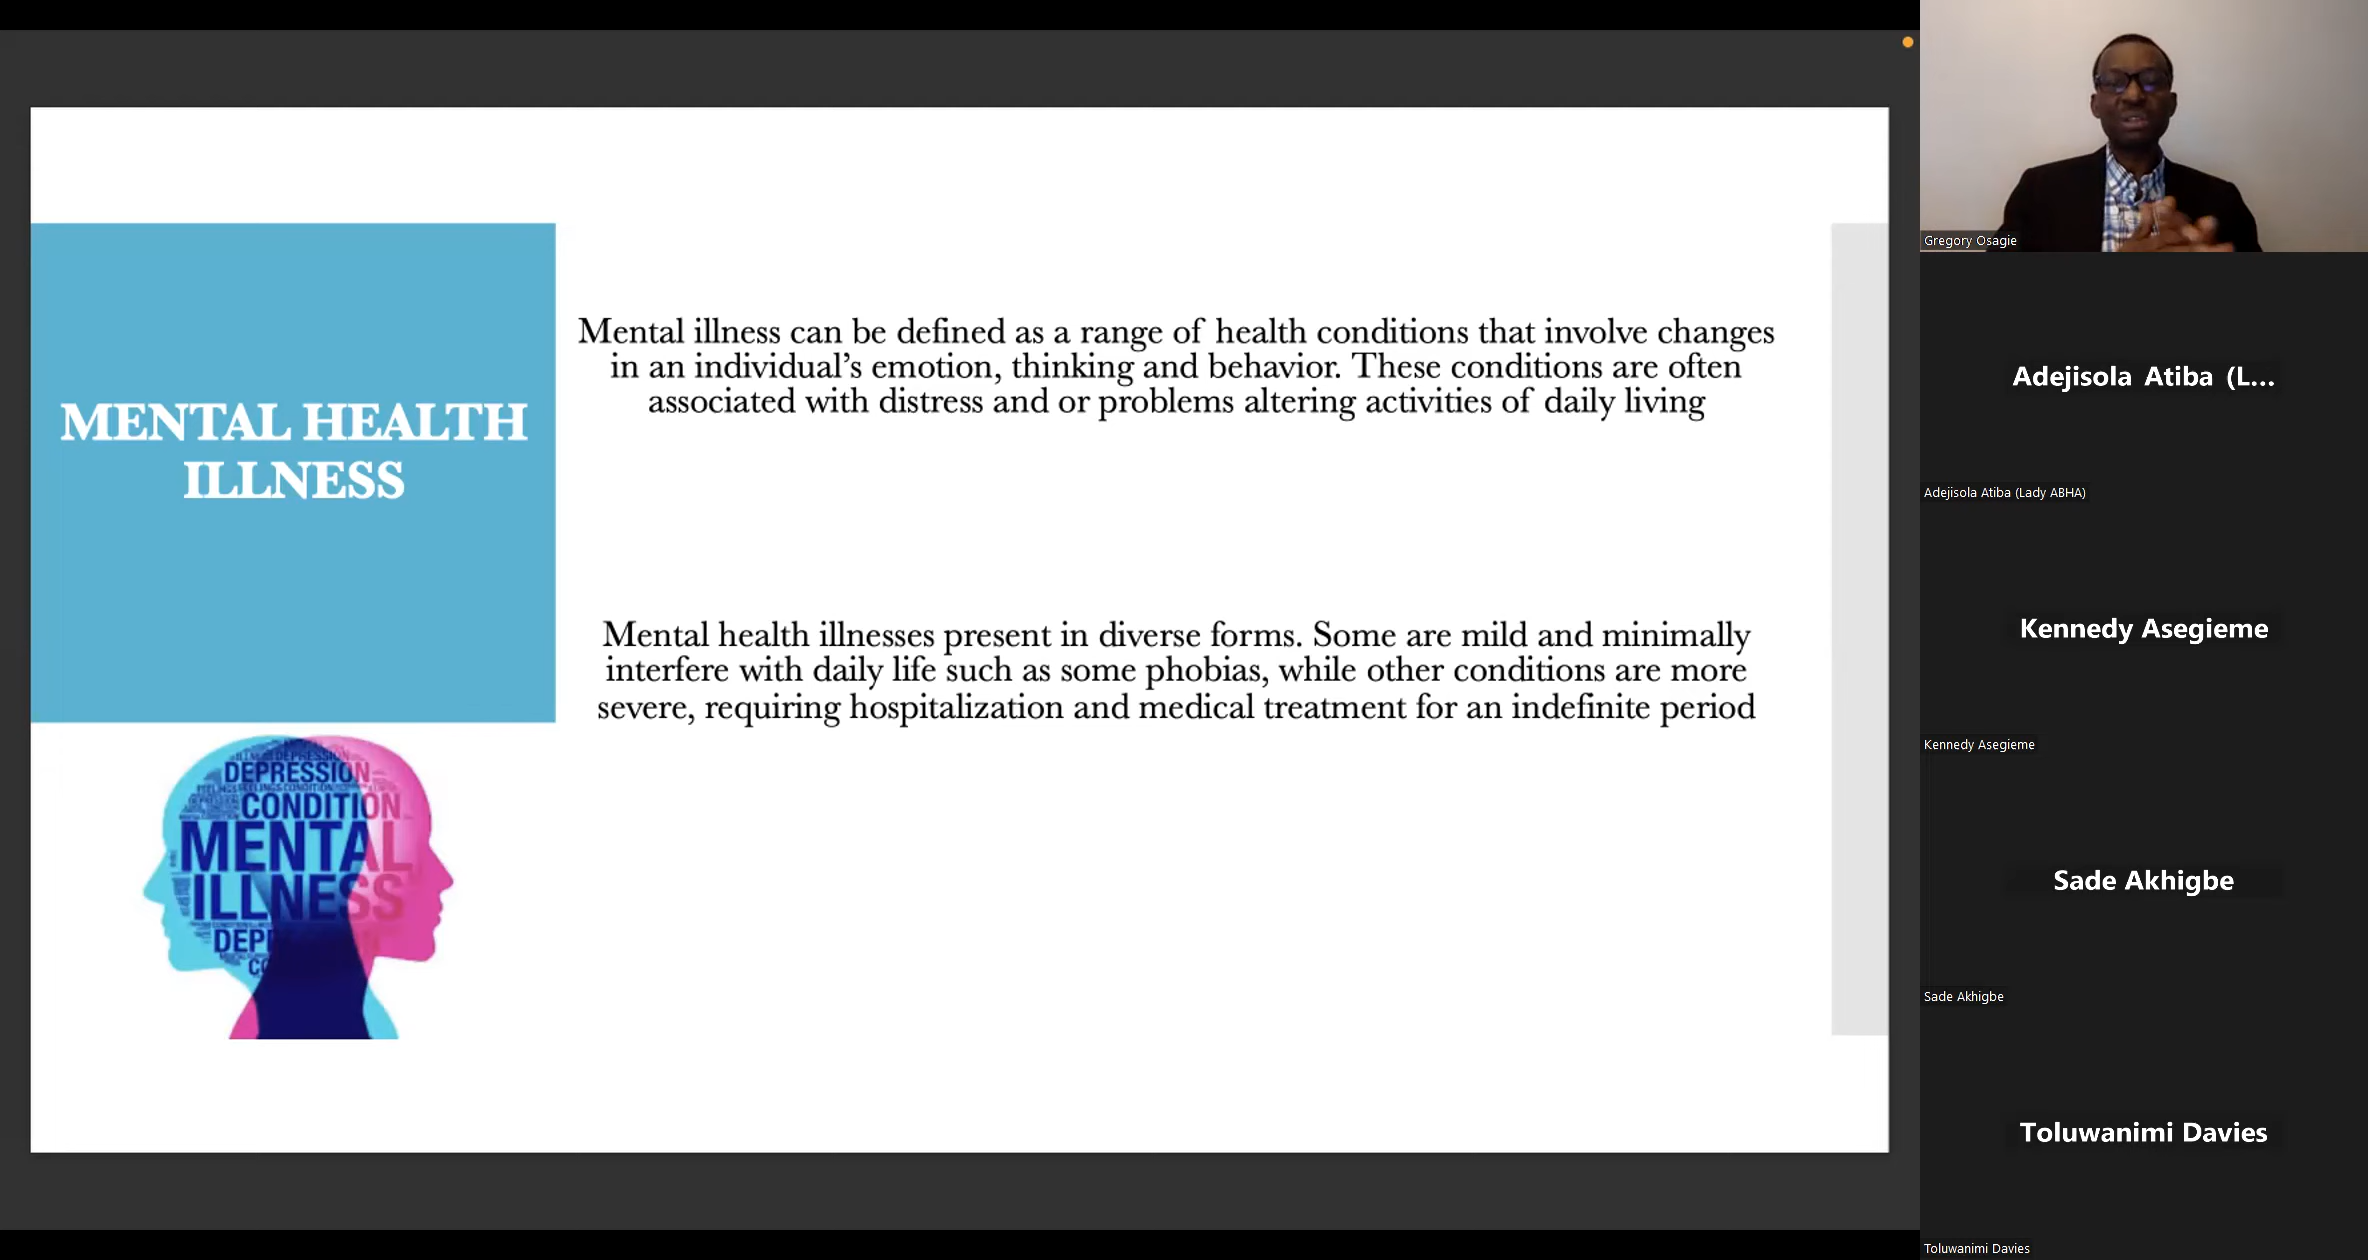 MENTAL HEALTH
ILLNESS
Mental illness can be defined as a range of health conditions that involve changes
in an individual’s emotion, thinking and behavior. These conditions are often
associated with distress and or problems altering activities of daily living
Mental health illnesses present in diverse forms. Some are mild and minimally
interfere with daily life such as some phobias, while other conditions are more
severe, requiring hospitalization and medical treatment for an indefinite period
DEPRESSION
CONDITION
MENTAL
ILLNESS
Gregory Osagie
Adejisola Atiba (L...
Adejisola Atiba (Lady ABHA)
Kennedy Asegieme
Kennedy Asegieme
Sade Akhigbe
Sade Akhigbe
Toluwanimi Davies
Toluwanimi Davies